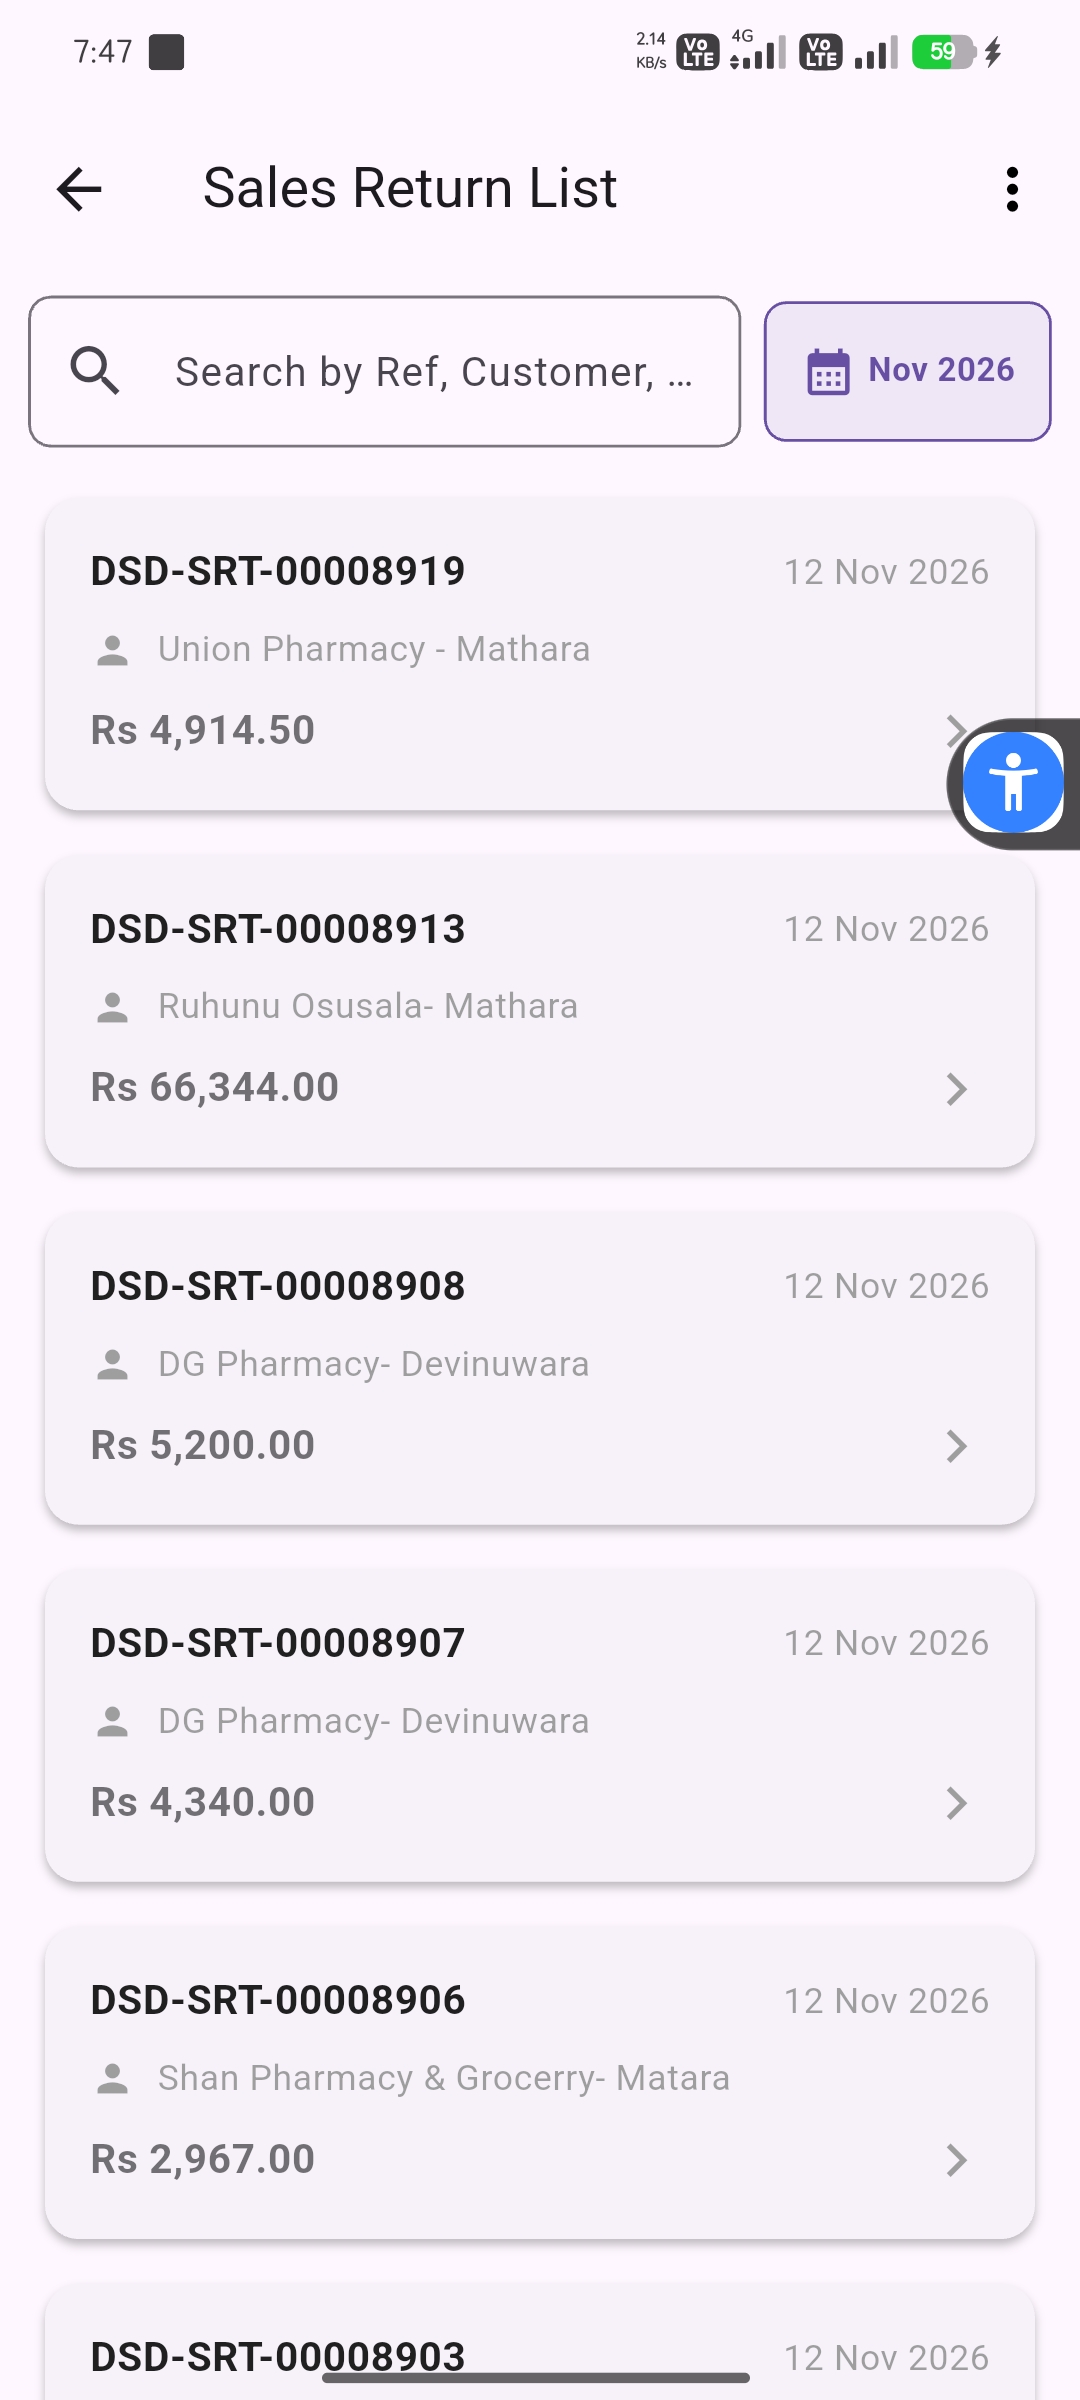 7:47
2.14
KB/s
Vo
LTE
4G
Vo
LTE
59
Sales Return List
Search by Ref, Customer, ...
Nov 2026
DSD-SRT-00008919
12 Nov 2026
Union Pharmacy - Mathara
Rs 4,914.50
DSD-SRT-00008913
12 Nov 2026
Ruhunu Osusala- Mathara
Rs 66,344.00
DSD-SRT-00008908
12 Nov 2026
DG Pharmacy- Devinuwara
Rs 5,200.00
DSD-SRT-00008907
12 Nov 2026
DG Pharmacy- Devinuwara
Rs 4,340.00
DSD-SRT-00008906
12 Nov 2026
Shan Pharmacy & Grocerry- Matara
Rs 2,967.00
DSD-SRT-00008903
12 Nov 2026